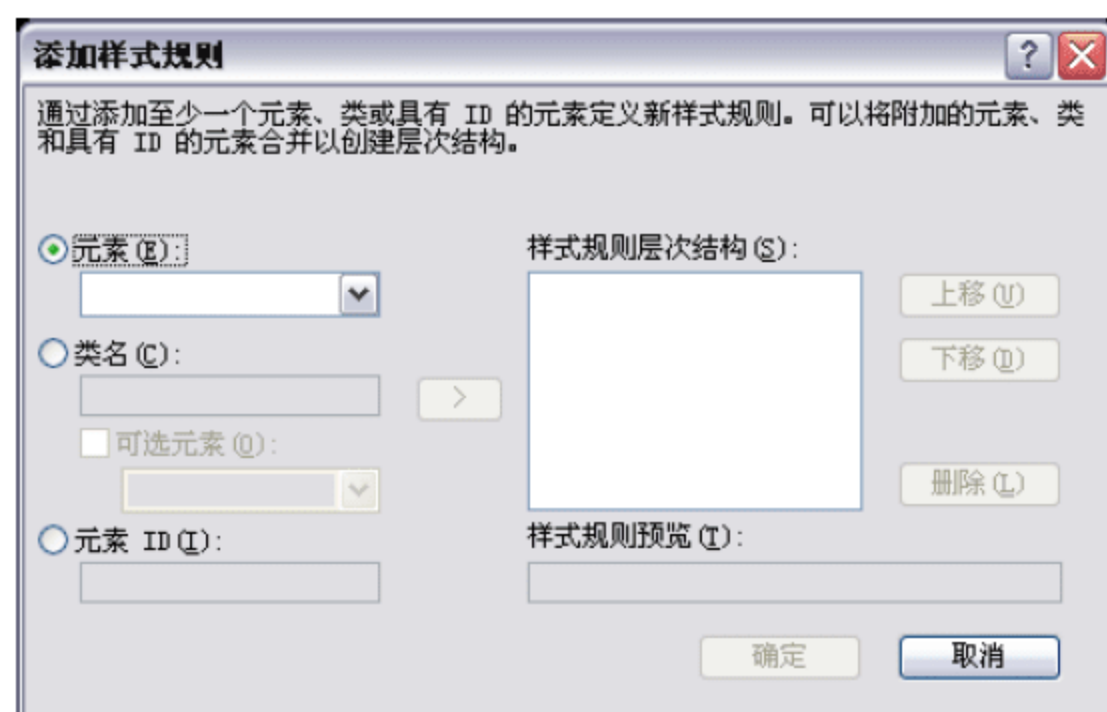 添加样式规则
通过添加至少一个元素、类或具有 ID 的元素定义新样式规则。可以将附加的元素、类
和具有 ID 的元素合并以创建层次结构。
元素(E):
样式规则层次结构(S):
上移(U)
类名(C):
下移(D)
>
可选元素(O):
删除(L)
元素 ID(I):
样式规则预览(T):
确定
取消